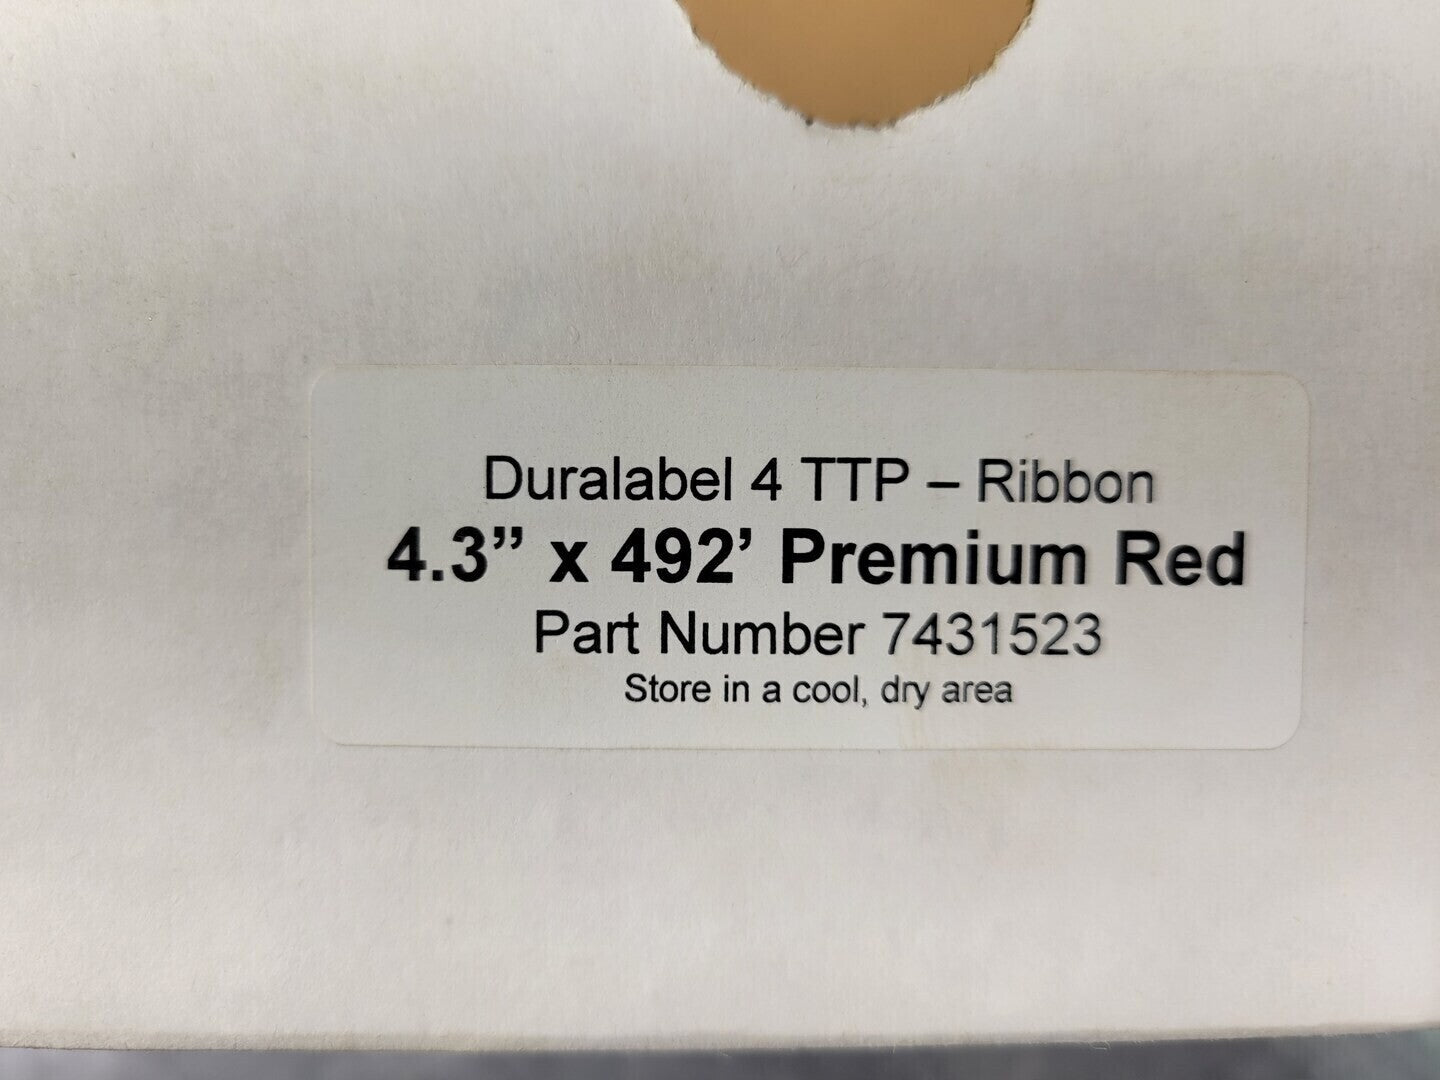 Duralabel 4 TTP – Ribbon
4.3” x 492’ Premium Red
Part Number 7431523
Store in a cool, dry area